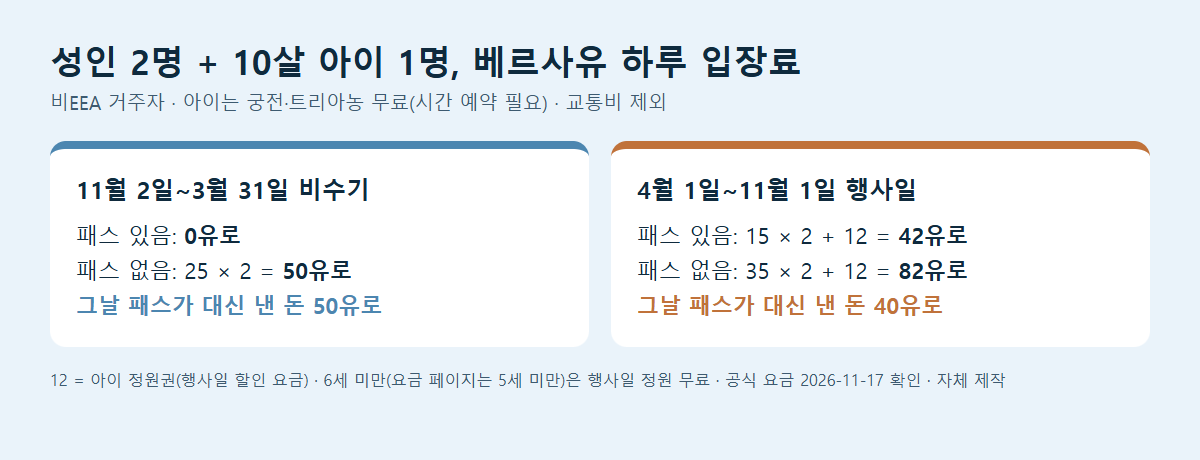 성인 2명 + 10살 아이 1명, 베르사유 하루 입장료
비EEA 거주자 · 아이는 궁전·트리아농 무료(시간 예약 필요) · 교통비 제외
11월 2일~3월 31일 비수기
패스 있음: 0유로
패스 없음: 25 × 2 = 50유로
그날 패스가 대신 낸 돈 50유로
4월 1일~11월 1일 행사일
패스 있음: 15 × 2 + 12 = 42유로
패스 없음: 35 × 2 + 12 = 82유로
그날 패스가 대신 낸 돈 40유로
12 = 아이 정원권(행사일 할인 요금) · 6세 미만(요금 페이지는 5세 미만)은 행사일 정원 무료 · 공식 요금 2026-11-17 확인 · 자체 제작